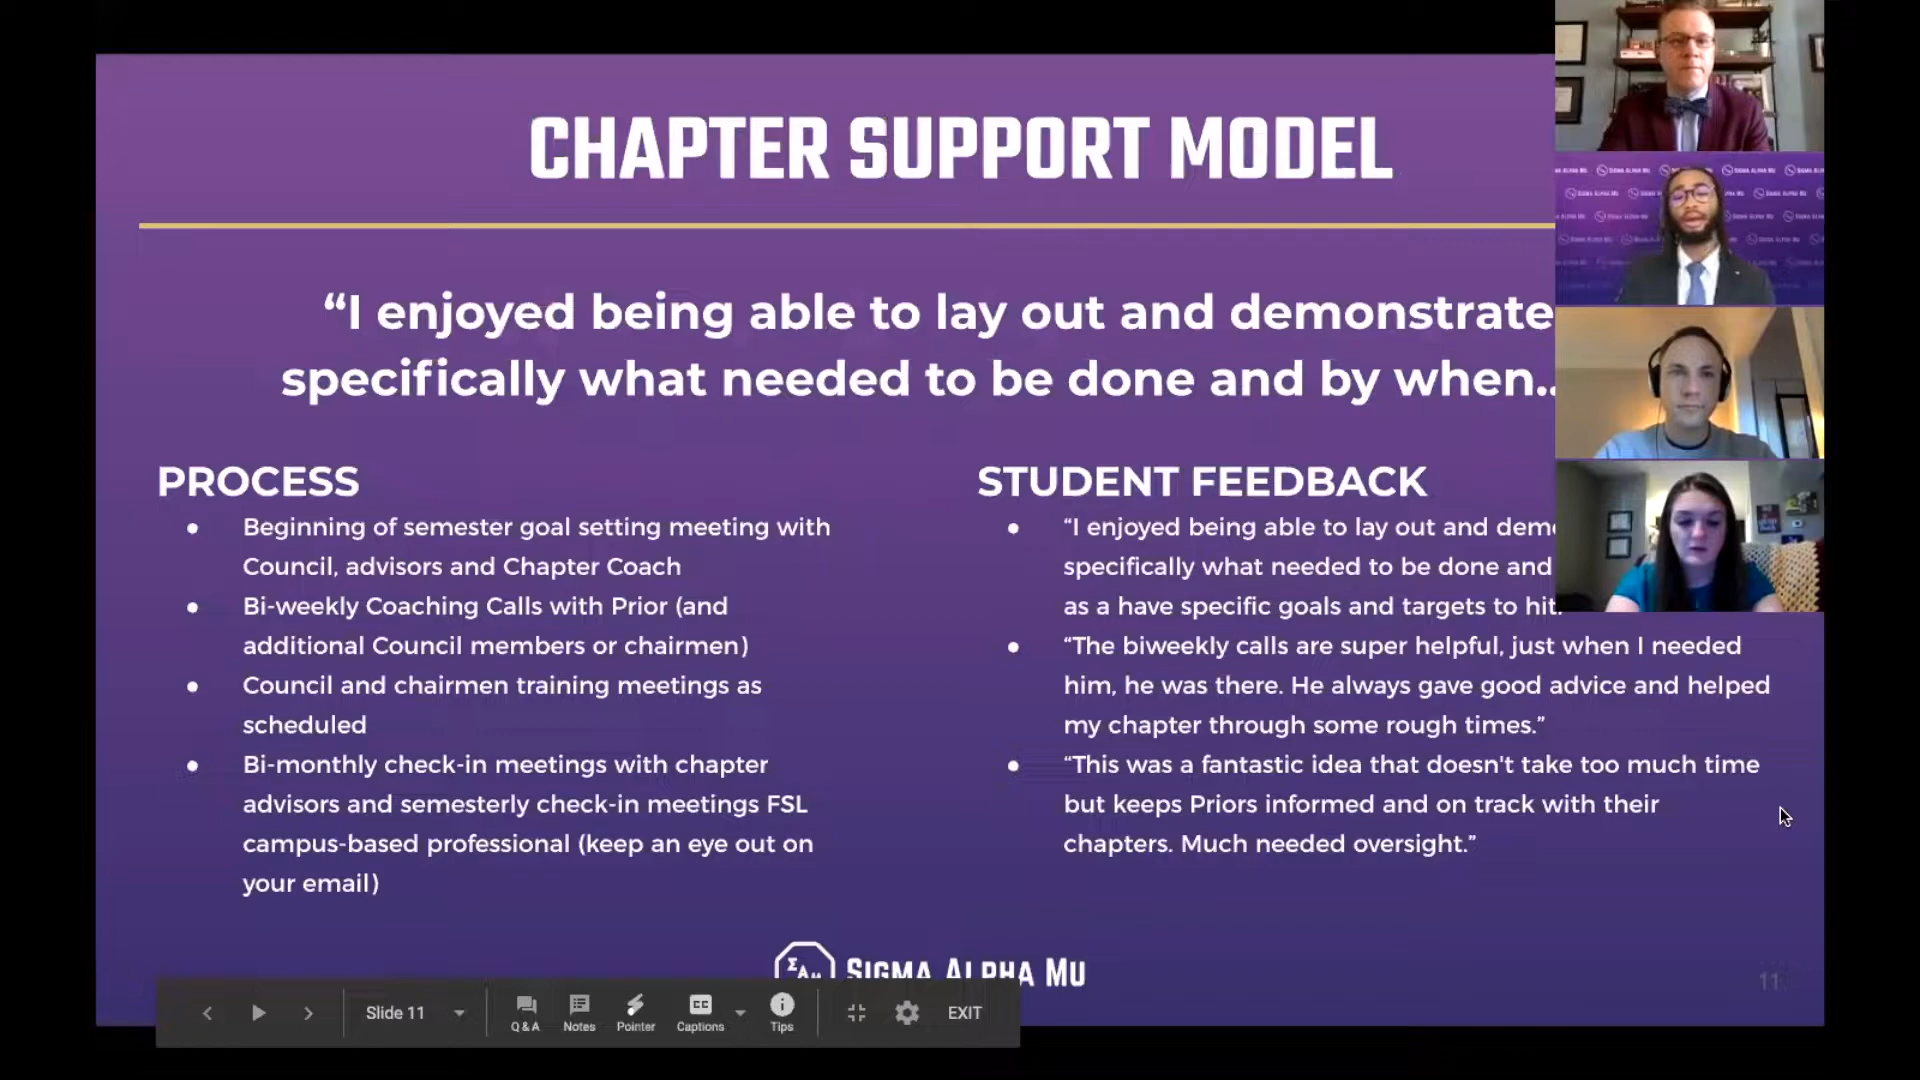 CHAPTER SUPPORT MODEL
“I enjoyed being able to lay out and demonstrate
specifically what needed to be done and by when..
PROCESS
● Beginning of semester goal setting meeting with
Council, advisors and Chapter Coach
● Bi-weekly Coaching Calls with Prior (and
additional Council members or chairmen)
● Council and chairmen training meetings as
scheduled
● Bi-monthly check-in meetings with chapter
advisors and semesterly check-in meetings FSL
campus-based professional (keep an eye out on
your email)
STUDENT FEEDBACK
● “I enjoyed being able to lay out and dem
specifically what needed to be done and
as a have specific goals and targets to hit.
● “The biweekly calls are super helpful, just when I needed
him, he was there. He always gave good advice and helped
my chapter through some rough times.”
● “This was a fantastic idea that doesn't take too much time
but keeps Priors informed and on track with their
chapters. Much needed oversight.”
ΣAM SIGMA ALPHA MU
11
Slide 11
Q & A
Notes
Pointer
CC
Captions
Tips
EXIT